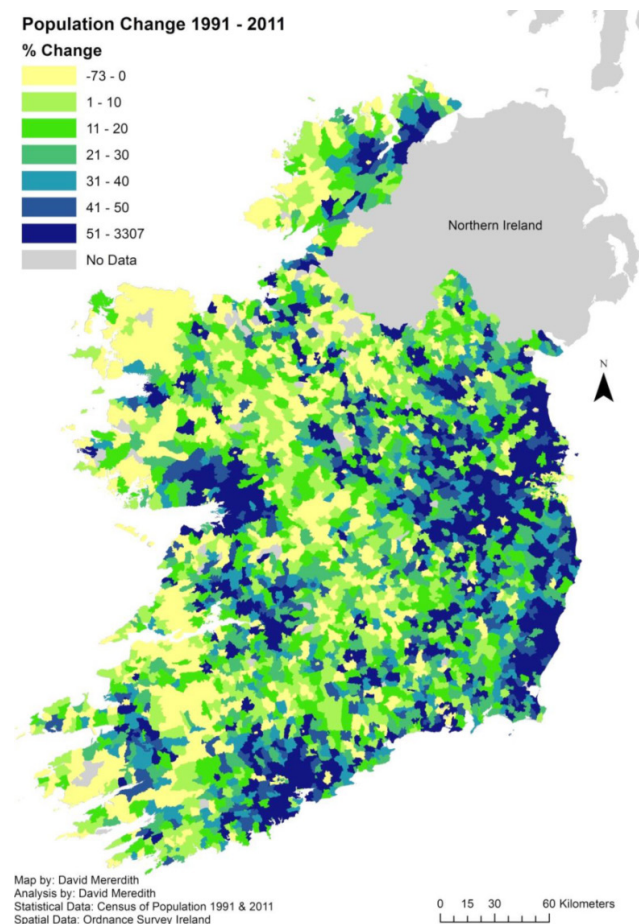 Population Change 1991 - 2011
% Change
-73 - 0
1 - 10
11 - 20
21 - 30
31 - 40
41 - 50
51 - 3307
No Data
Northern Ireland
N
Map by: David Mererdith
Analysis by: David Meredith
Statistical Data: Census of Population 1991 & 2011
Spatial Data: Ordnance Survey Ireland
0 15 30 60 Kilometers